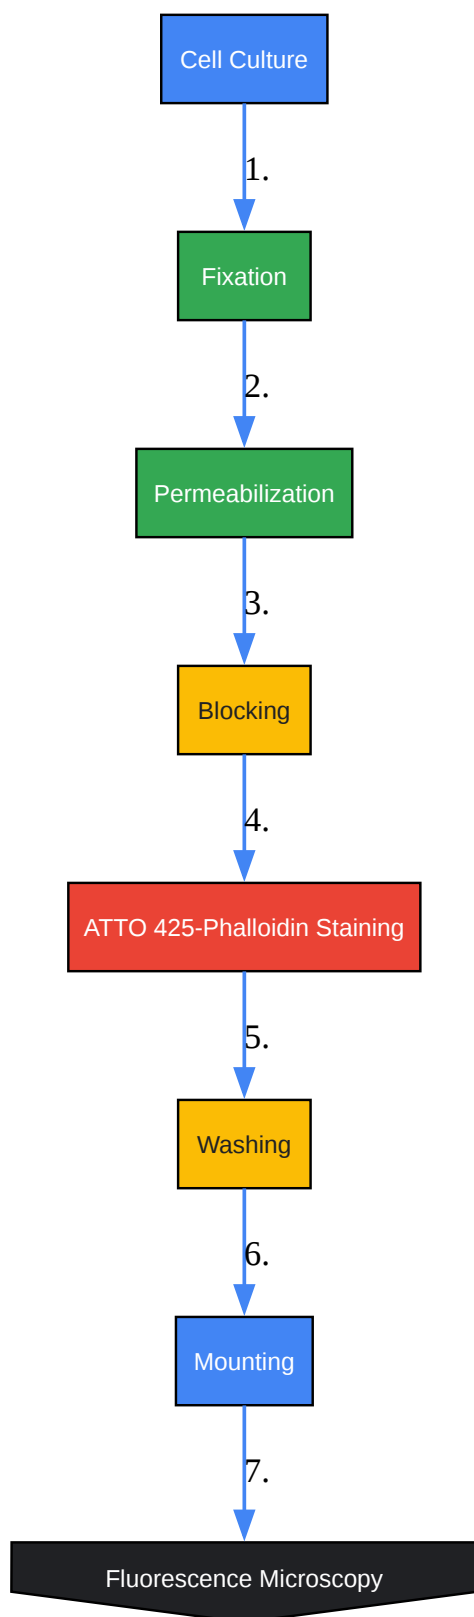 Cell Culture
1.
Fixation
2.
Permeabilization
3.
Blocking
4.
ATTO 425-Phalloidin Staining
5.
Washing
6.
Mounting
7.
Fluorescence Microscopy